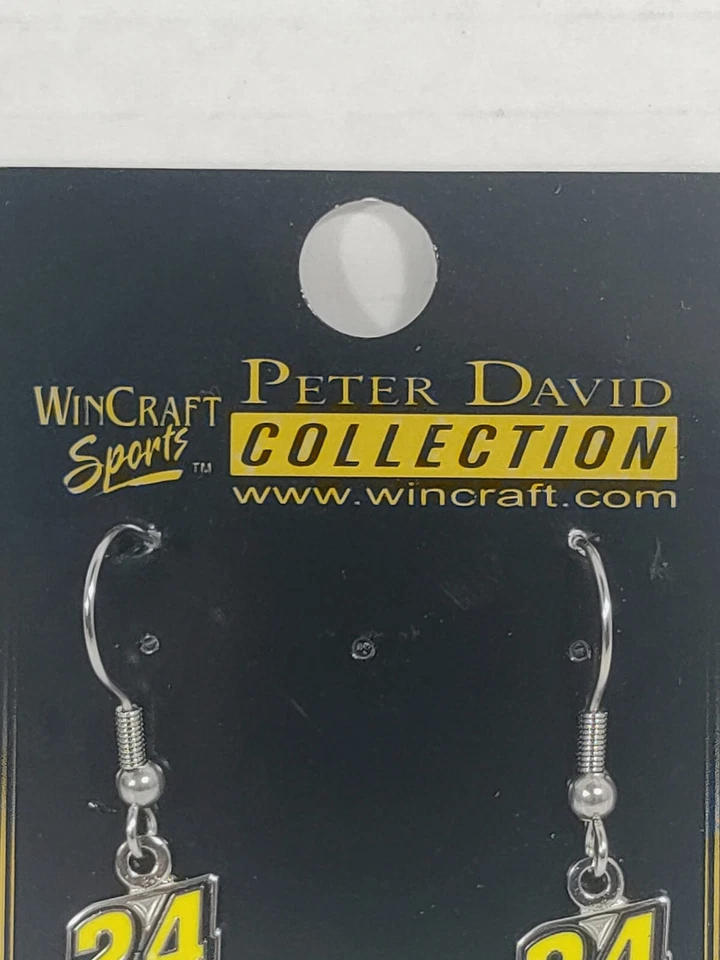 WINCRAFT
Sports TM
PETER DAVID
COLLECTION
www.wincraft.com
24 24